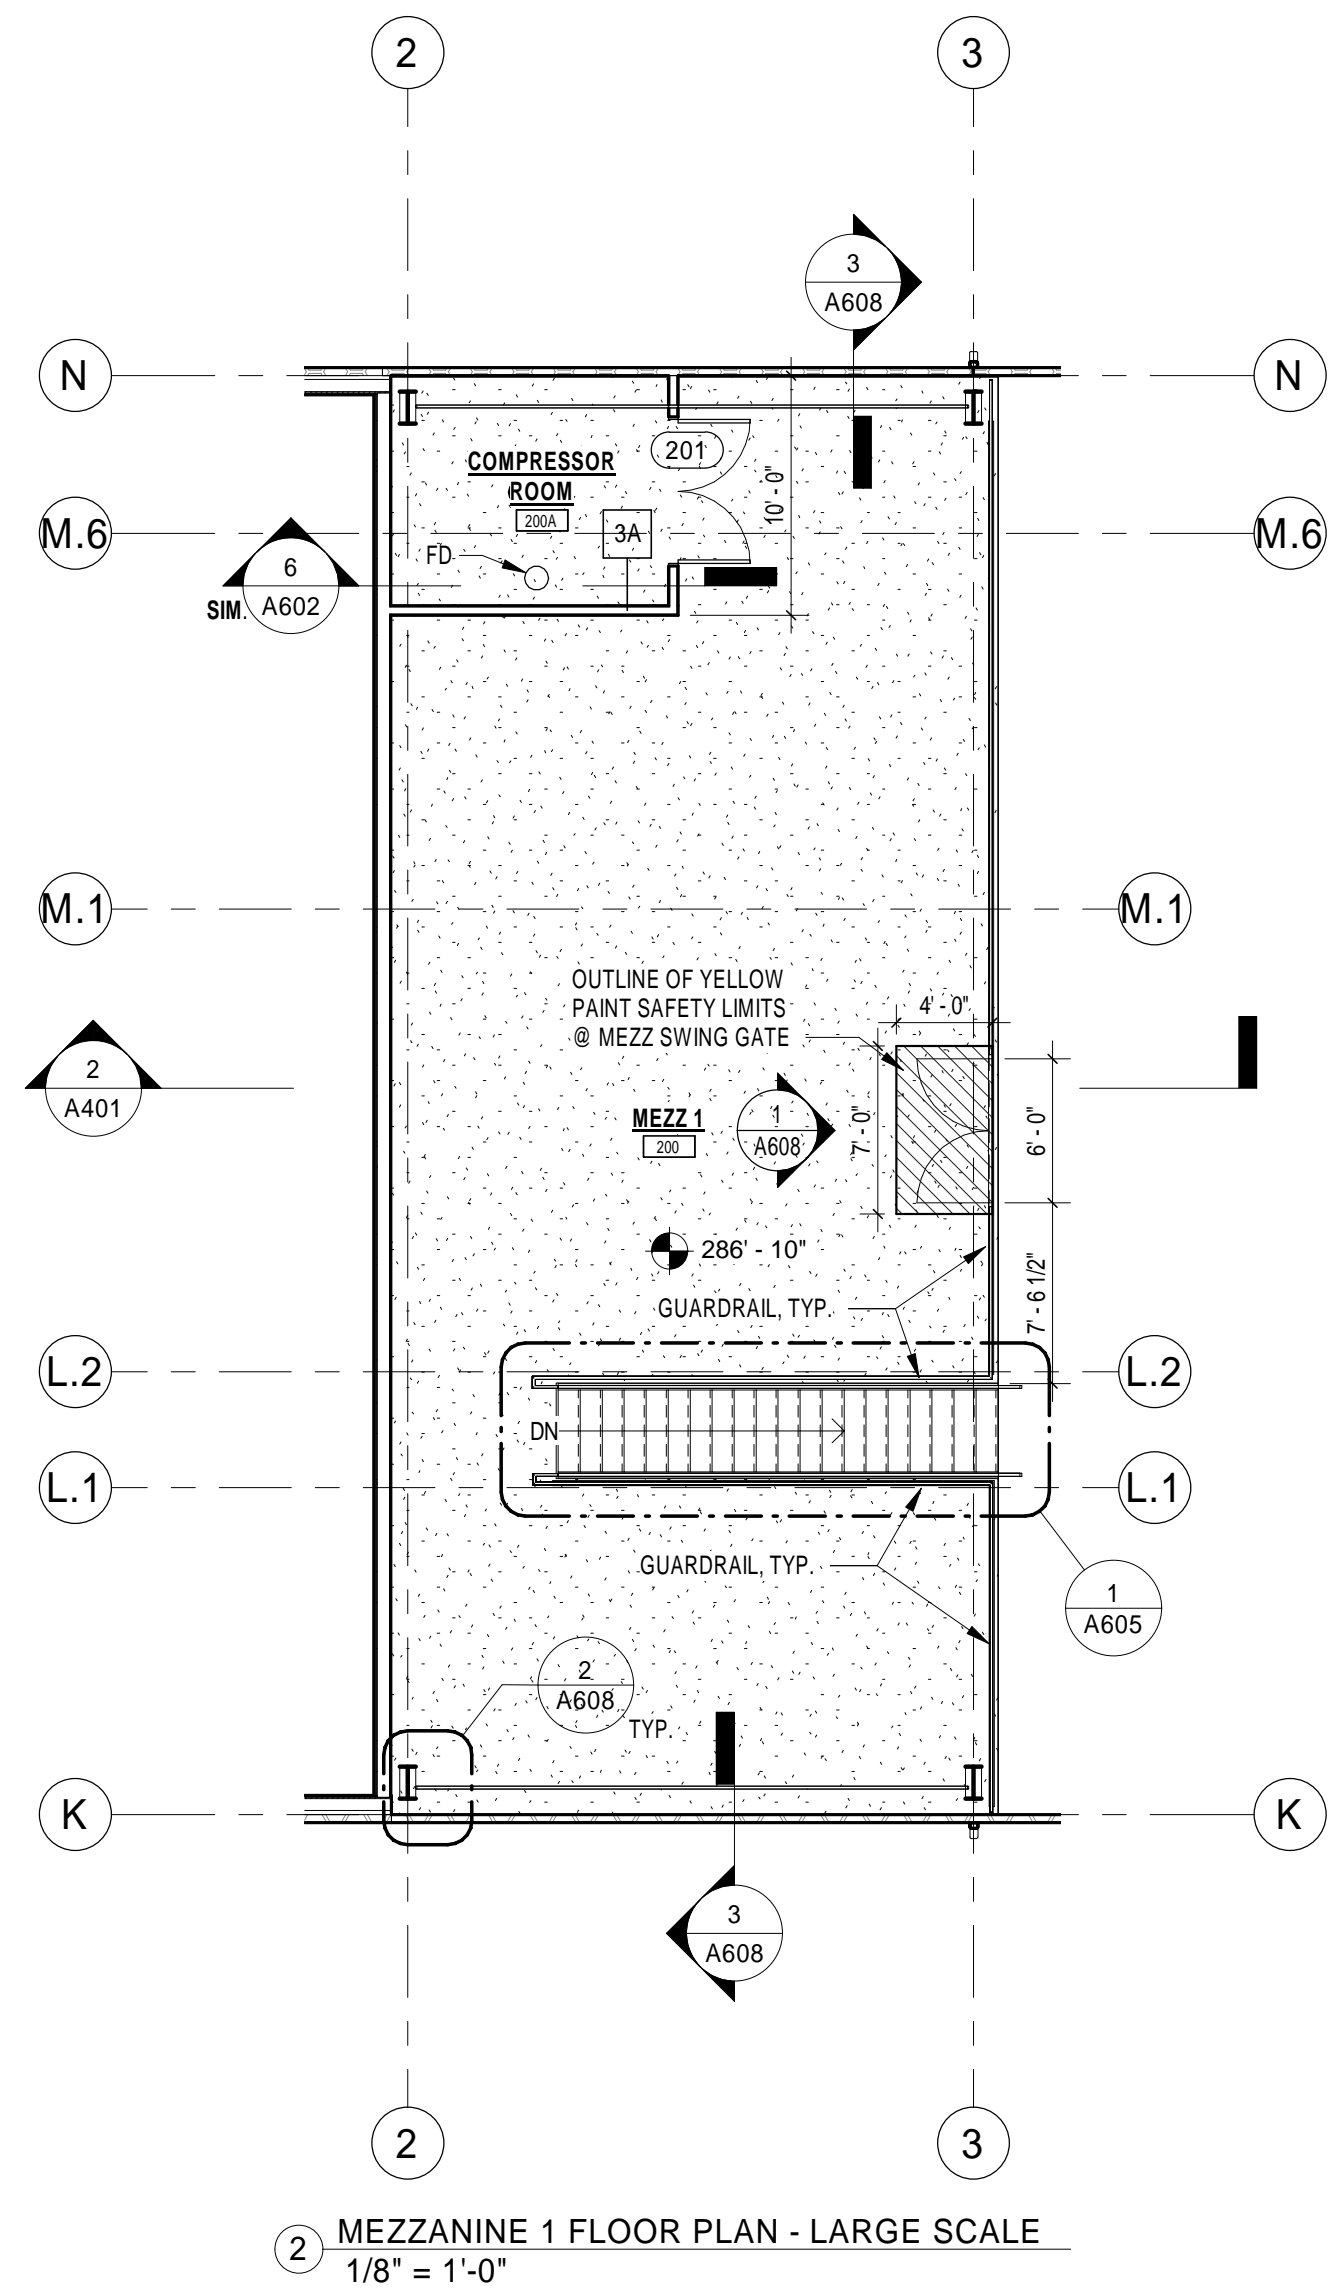 2
3
3
A608
N
N
201
COMPRESSOR
ROOM
200A
10' - 0"
3A
M.6
M.6
FD
6
A602
SIM.
M.1
M.1
OUTLINE OF YELLOW
PAINT SAFETY LIMITS
@ MEZZ SWING GATE
4' - 0"
2
A401
MEZZ 1
200
1
A608
7' - 0"
6' - 0"
286' - 10"
7' - 6 1/2"
GUARDRAIL, TYP.
L.2
L.2
DN
L.1
L.1
GUARDRAIL, TYP.
1
A605
2
A608
TYP.
K
K
3
A608
2
3
2
MEZZANINE 1 FLOOR PLAN - LARGE SCALE
1/8" = 1'-0"